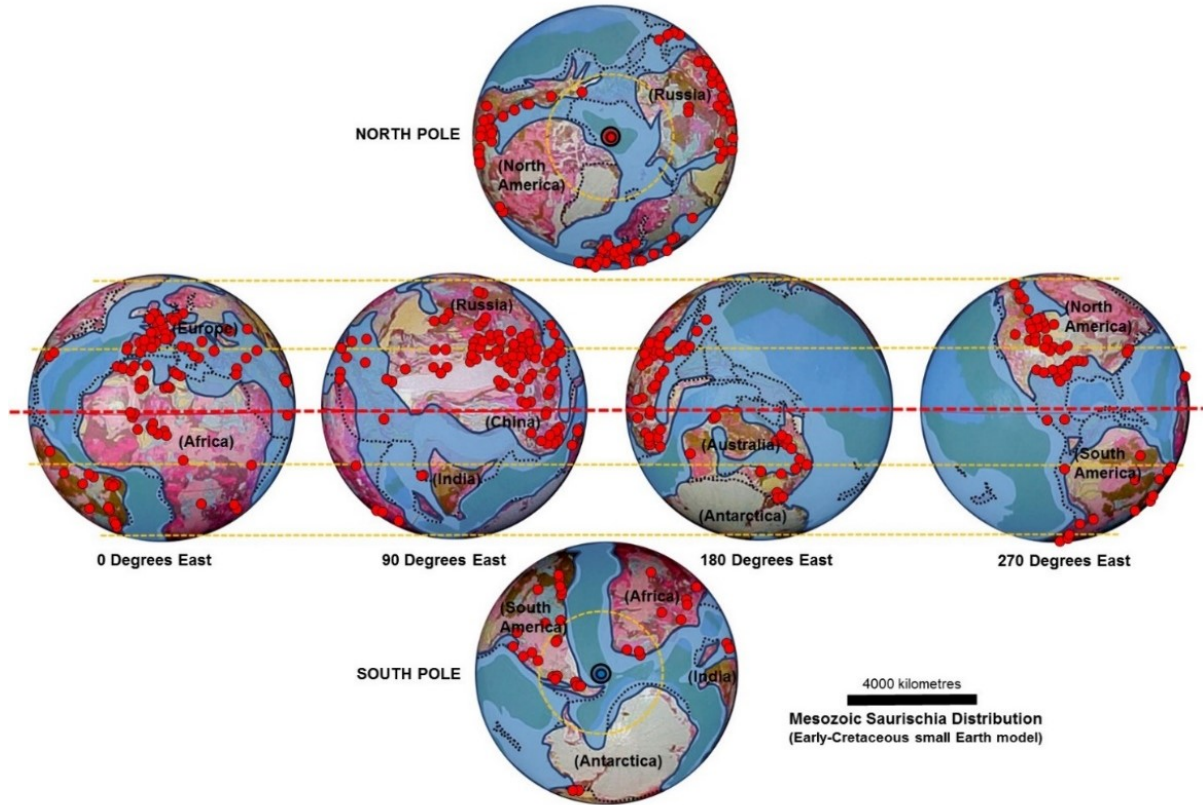 NORTH POLE
(Russia)
(North
America)
(Europe)
(Africa)
(Russia)
(China)
(India)
(Australia)
(Antarctica)
(North
America)
(South
America)
0 Degrees East
90 Degrees East
180 Degrees East
270 Degrees East
SOUTH POLE
(South
America)
(Africa)
(India)
(Antarctica)
4000 kilometres
Mesozoic Saurischia Distribution
(Early-Cretaceous small Earth model)